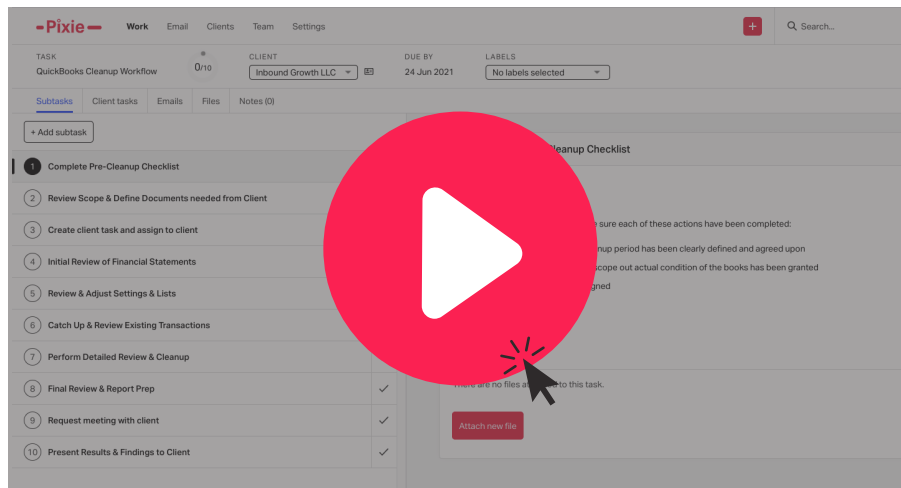 Pixie
Work Email Clients Team Settings
+ Search...
TASK CLIENT DUE BY LABELS
QuickBooks Cleanup Workflow 0/10 Inbound Growth LLC 24 Jun 2021 No labels selected
Subtasks Client tasks Emails Files Notes (0)
+ Add subtask
1 Complete Pre-Cleanup Checklist
2 Review Scope & Define Documents needed from Client
3 Create client task and assign to client
4 Initial Review of Financial Statements
5 Review & Adjust Settings & Lists
6 Catch Up & Review Existing Transactions
7 Perform Detailed Review & Cleanup
8 Final Review & Report Prep
9 Request meeting with client
10 Present Results & Findings to Client
Checklist
sure each of these actions have been completed:
period has been clearly defined and agreed upon
scope out actual condition of the books has been granted
There are no files to this task.
Attach new file